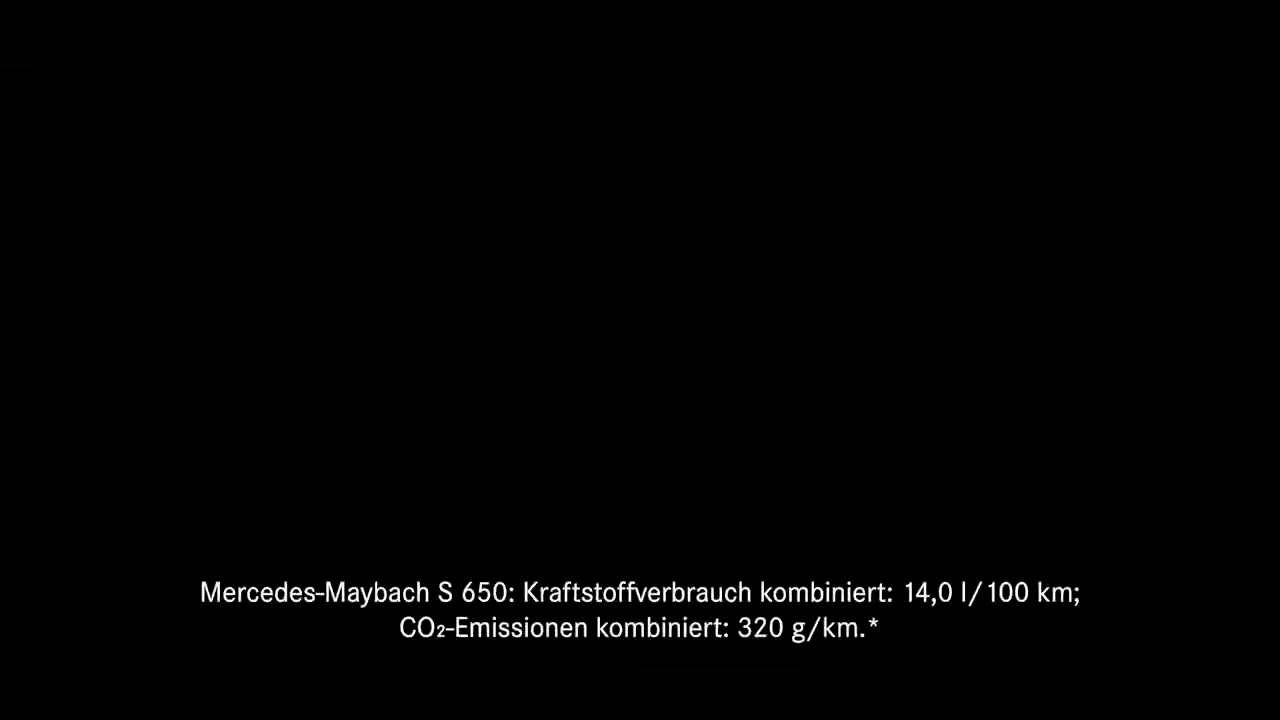 Mercedes-Maybach S 650: Kraftstoffverbrauch kombiniert: 14,0 l/100 km;
CO₂-Emissionen kombiniert: 320 g/km.*